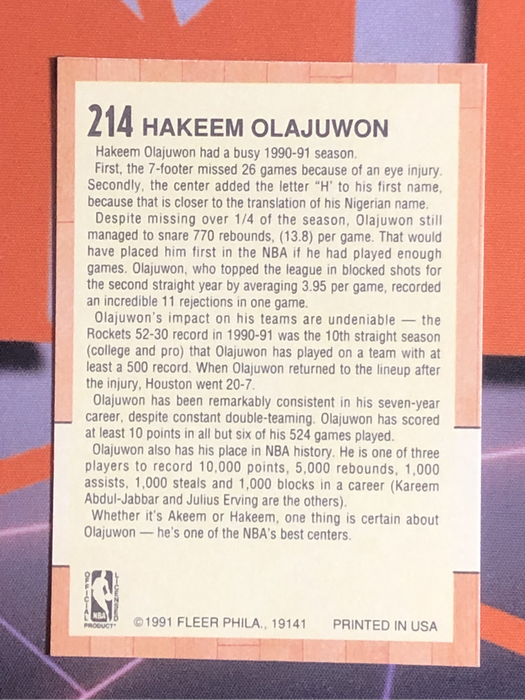 214 HAKEEM OLAJUWON
Hakeem Olajuwon had a busy 1990-91 season.
First, the 7-footer missed 26 games because of an eye injury.
Secondly, the center added the letter "H' to his first name,
because that is closer to the translation of his Nigerian name.
Despite missing over 1/4 of the season, Olajuwon still
managed to snare 770 rebounds, (13.8) per game. That would
have placed him first in the NBA if he had played enough
games. Olajuwon, who topped the league in blocked shots for
the second straight year by averaging 3.95 per game, recorded
an incredible 11 rejections in one game.
Olajuwon's impact on his teams are undeniable — the
Rockets 52-30 record in 1990-91 was the 10th straight season
(college and pro) that Olajuwon has played on a team with at
least a 500 record. When Olajuwon returned to the lineup after
the injury, Houston went 20-7.
Olajuwon has been remarkably consistent in his seven-year
career, despite constant double-teaming. Olajuwon has scored
at least 10 points in all but six of his 524 games played.
Olajuwon also has his place in NBA history. He is one of three
players to record 10,000 points, 5,000 rebounds, 1,000
assists, 1,000 steals and 1,000 blocks in a career (Kareem
Abdul-Jabbar and Julius Erving are the others).
Whether it's Akeem or Hakeem, one thing is certain about
Olajuwon — he's one of the NBA's best centers.
OFFICIAL
NBA
LICENSED
PRODUCT
©1991 FLEER PHILA., 19141 PRINTED IN USA